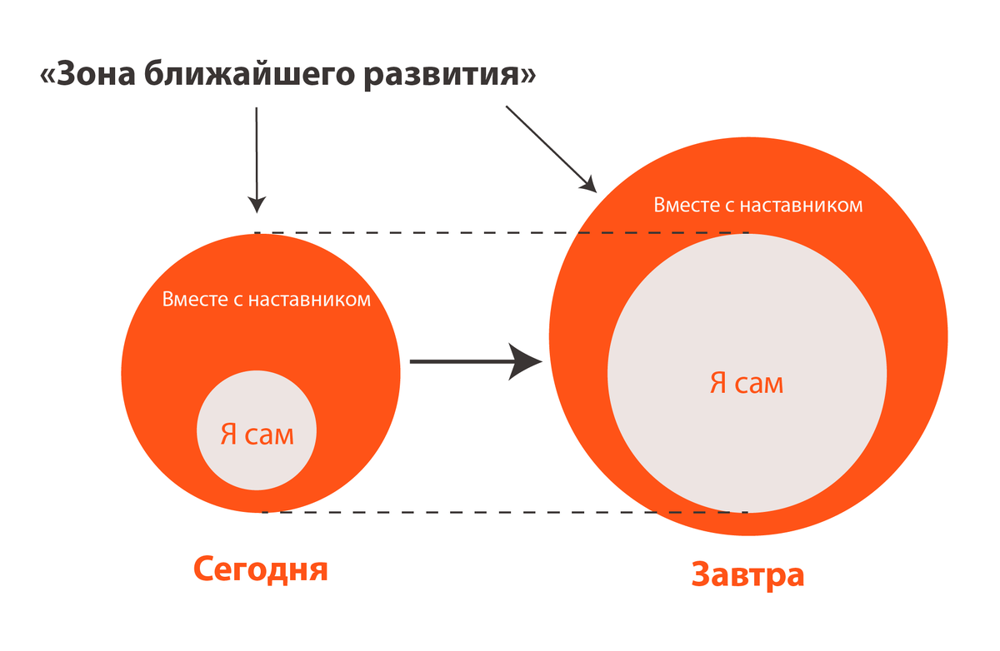 «Зона ближайшего развития»
Вместе с наставником
Вместе с наставником
Я сам
Я сам
Сегодня
Завтра